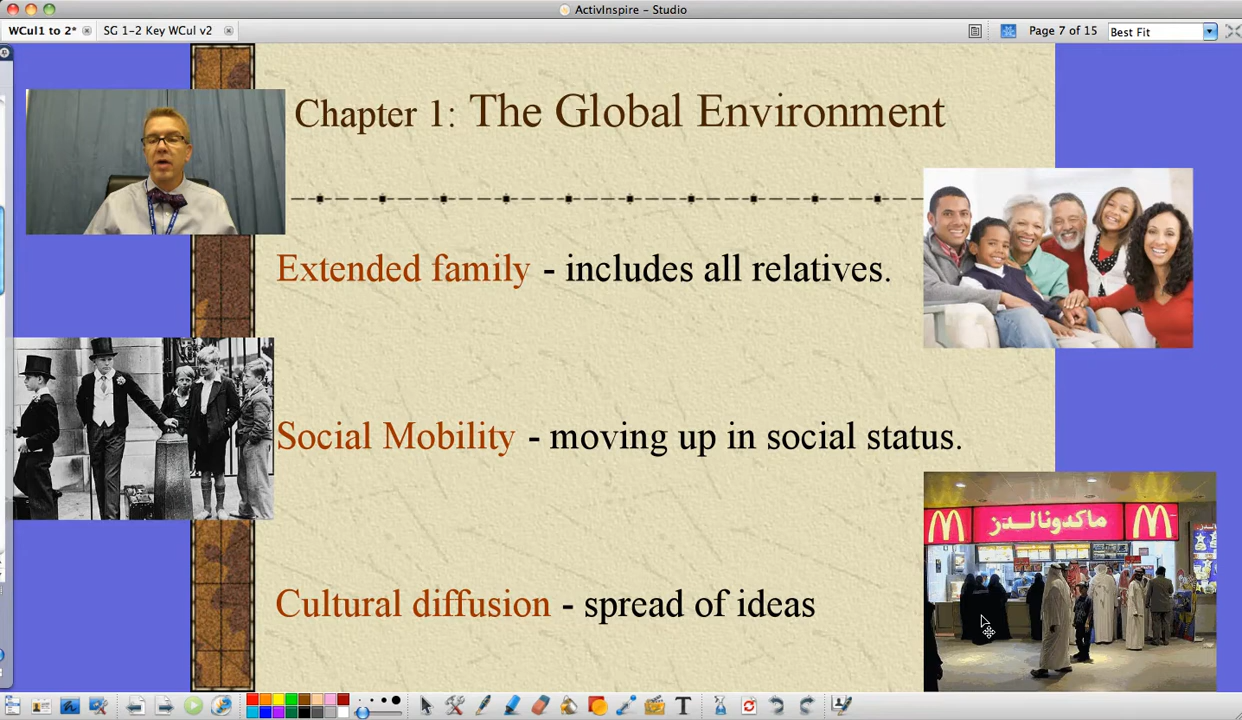 ActivInspire - Studio
WCul1 to 2*
SG 1-2 Key WCul v2
Page 7 of 15
Best Fit
Chapter 1: The Global Environment
Extended family - includes all relatives.
Social Mobility - moving up in social status.
ماكدونالدز
Cultural diffusion - spread of ideas
T